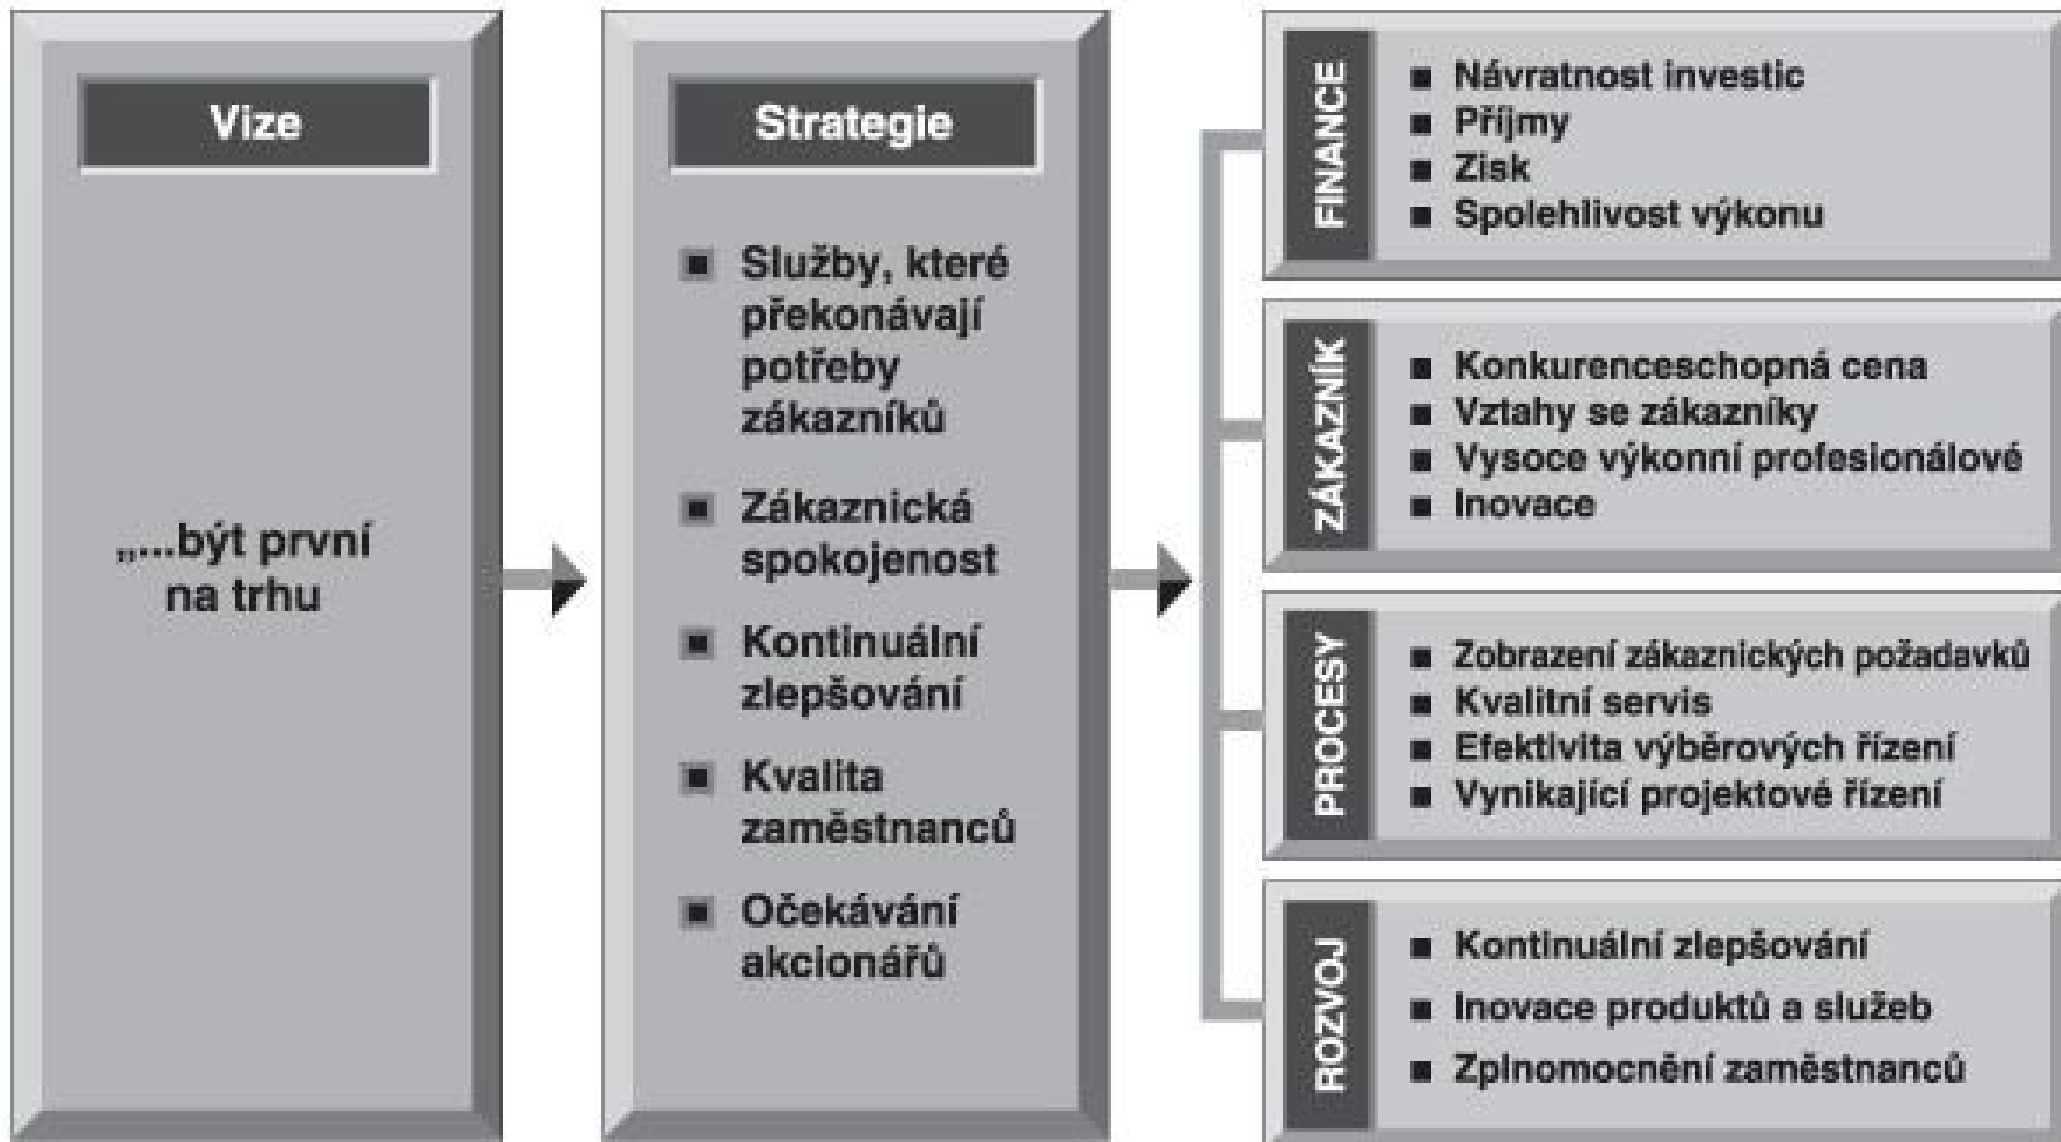 Vize
„...být první
na trhu
Strategie
Služby, které
překonávají
potřeby
zákazníků
Zákaznická
spokojenost
Kontinuální
zlepšování
Kvalita
zaměstnanců
Očekávání
akcionářů
FINANCE
Návratnost investic
Příjmy
Zisk
Spolehlivost výkonu
ZÁKAZNÍK
Konkurenceschopná cena
Vztahy se zákazníky
Vysoce výkonní profesionálové
Inovace
PROCESY
Zobrazení zákaznických požadavků
Kvalitní servis
Efektivita výběrových řízení
Vynikající projektové řízení
ROZVOJ
Kontinuální zlepšování
Inovace produktů a služeb
Zplnomocnění zaměstnanců